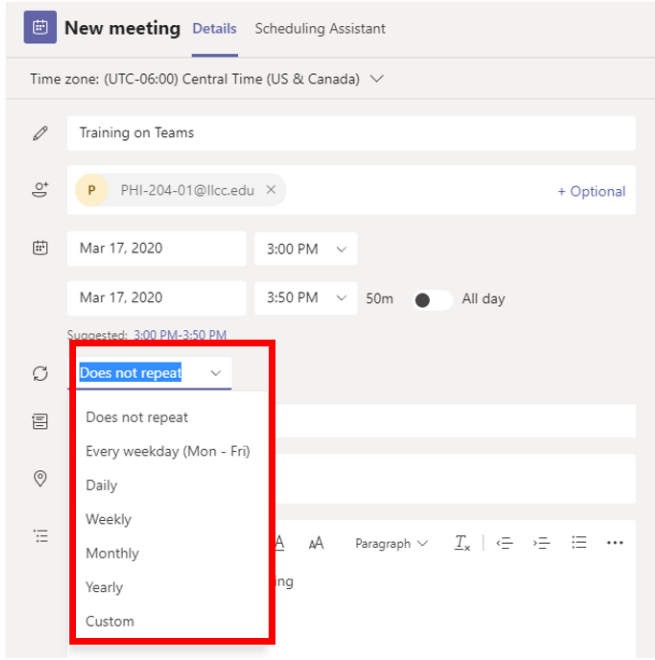 New meeting Details Scheduling Assistant
Time zone: (UTC-06:00) Central Time (US & Canada)
Training on Teams
P PHI-204-01@llcc.edu × + Optional
Mar 17, 2020 3:00 PM
Mar 17, 2020 3:50 PM 50m All day
Suggested: 3:00 PM-3:50 PM
Does not repeat
Does not repeat
Every weekday (Mon - Fri)
Daily
Weekly
A AA Paragraph Tx
Monthly
ing
Yearly
Custom